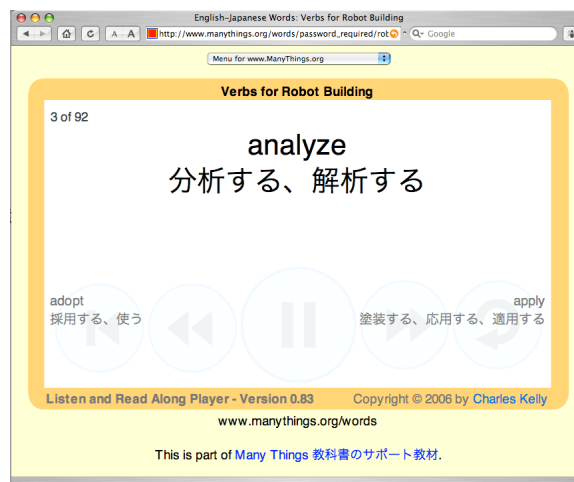 English-Japanese Words: Verbs for Robot Building
A A
http://www.manythings.org/words/password_required/rob
Google
Menu for www.ManyThings.org
Verbs for Robot Building
3 of 92
analyze
分析する、解析する
adopt
採用する、使う
apply
塗装する、応用する、適用する
Listen and Read Along Player - Version 0.83
Copyright © 2006 by Charles Kelly
www.manythings.org/words
This is part of Many Things 教科書のサポート教材.